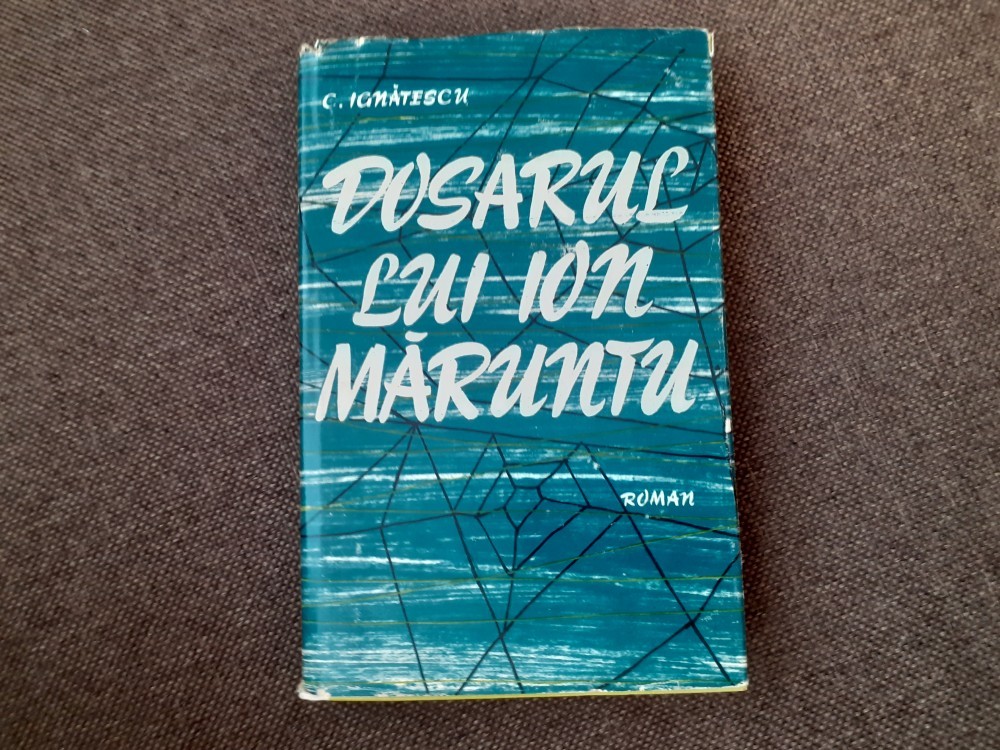 C. IGNĂTESCU
DOSARUL
LUI ION
MĂRUNTU
ROMAN